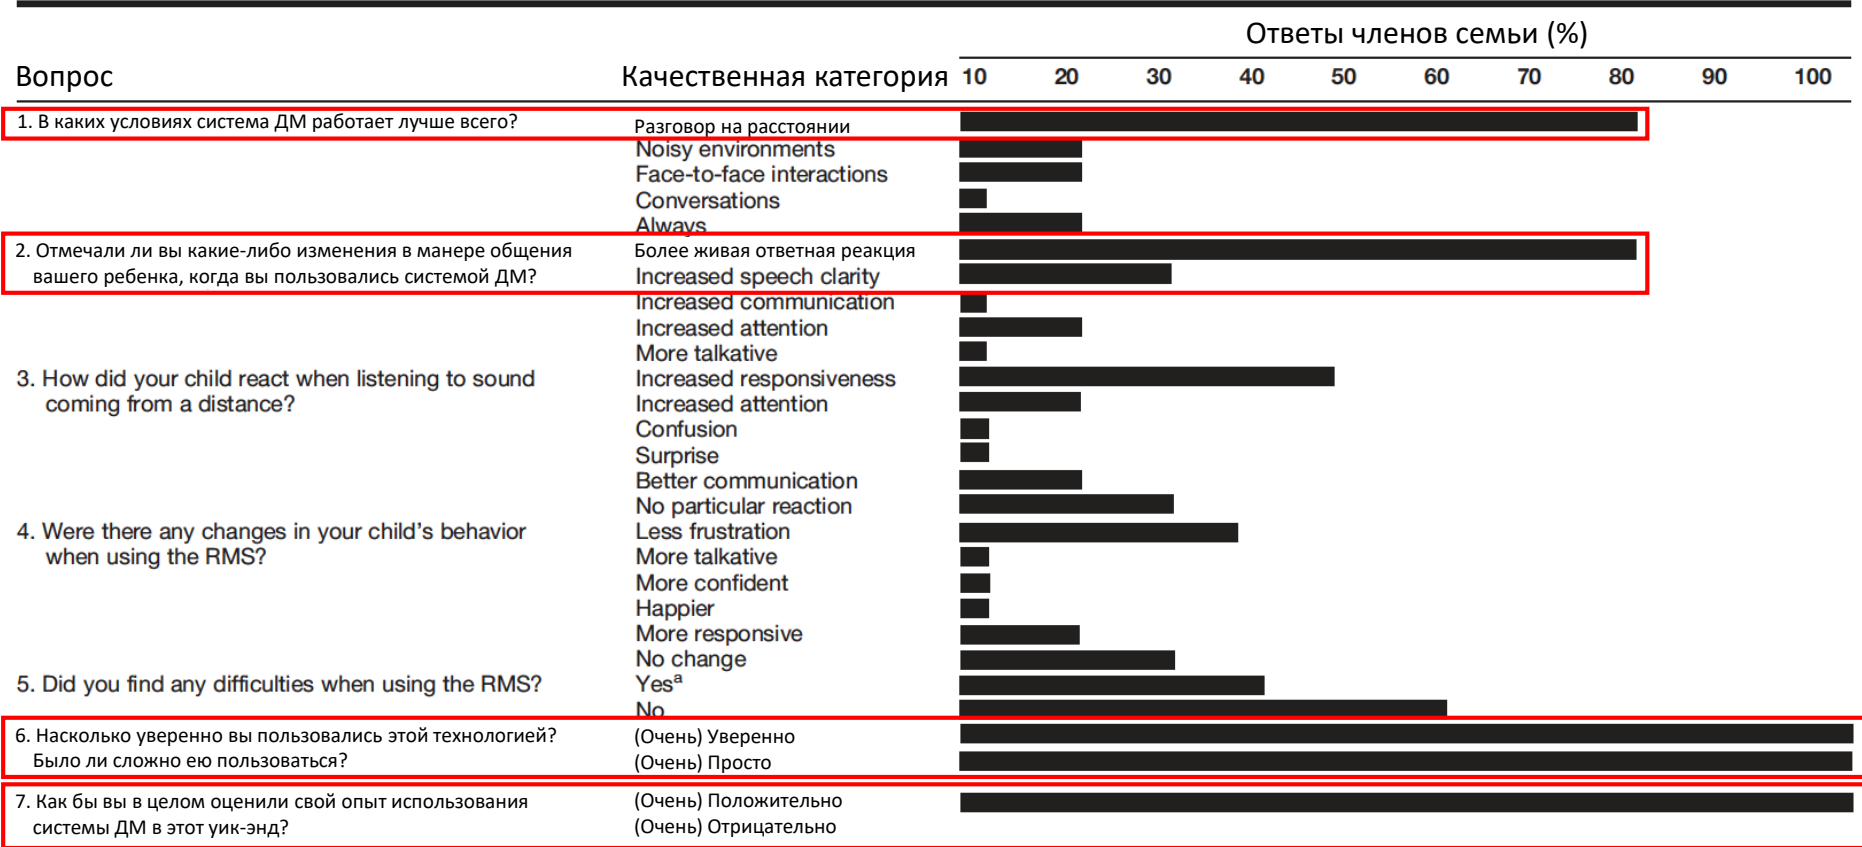 Ответы членов семьи (%)
Вопрос Качественная категория 10 20 30 40 50 60 70 80 90 100
1. В каких условиях система ДМ работает лучше всего? Разговор на расстоянии
Noisy environments
Face-to-face interactions
Conversations
Always
2. Отмечали ли вы какие-либо изменения в манере общения Более живая ответная реакция
вашего ребенка, когда вы пользовались системой ДМ? Increased speech clarity
Increased communication
Increased attention
More talkative
3. How did your child react when listening to sound Increased responsiveness
coming from a distance? Increased attention
Confusion
Surprise
Better communication
No particular reaction
4. Were there any changes in your child's behavior Less frustration
when using the RMS? More talkative
More confident
Happier
More responsive
No change
5. Did you find any difficulties when using the RMS? Yesᵃ
No
6. Насколько уверенно вы пользовались этой технологией? (Очень) Уверенно
Было ли сложно ею пользоваться? (Очень) Просто
7. Как бы вы в целом оценили свой опыт использования (Очень) Положительно
системы ДМ в этот уик-энд? (Очень) Отрицательно